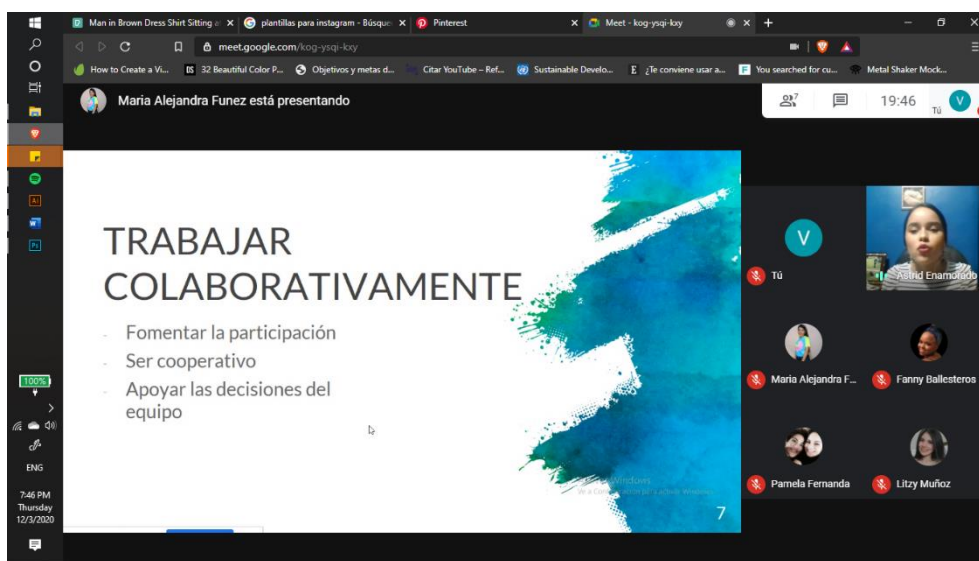 Man in Brown Dress Shirt Sitting a
plantillas para instagram - Búsque
Pinterest
Meet - kog-ysqi-kxy
meet.google.com/kog-ysqi-kxy
How to Create a Vi...
DS 32 Beautiful Color P...
Objetivos y metas d...
Citar YouTube – Ref...
Sustainable Develo...
E ¿Te conviene usar a...
F You searched for cu...
Metal Shaker Mock...
Maria Alejandra Funez está presentando
7
19:46
Tú
V
TRABAJAR
COLABORATIVAMENTE
- Fomentar la participación
- Ser cooperativo
- Apoyar las decisiones del
equipo
7
V
Tú
Astrid Enamorado
Maria Alejandra F...
Fanny Ballesteros
Pamela Fernanda
Litzy Muñoz
Ai
Ps
100%
ENG
7:46 PM
Thursday
12/3/2020